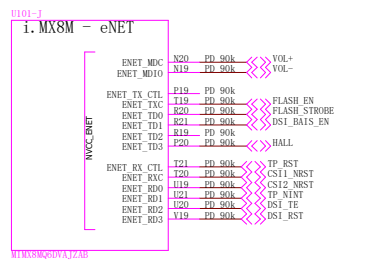 U101-J
i.MX8M - eNET
NVCC_ENET
ENET_MDC N20 PD 90k VOL+
ENET_MDIO N19 PD 90k VOL-
ENET_TX_CTL P19 PD 90k
ENET_TXC T19 PD 90k FLASH_EN
ENET_TD0 R20 PD 90k FLASH_STROBE
ENET_TD1 R21 PD 90k DSI_BAIS_EN
ENET_TD2 R19 PD 90k
ENET_TD3 P20 PD 90k HALL
ENET_RX_CTL T21 PD 90k TP_RST
ENET_RXC T20 PD 90k CSI1_NRST
ENET_RD0 U19 PD 90k CSI2_NRST
ENET_RD1 U21 PD 90k TP_NINT
ENET_RD2 U20 PD 90k DSI_TE
ENET_RD3 V19 PD 90k DSI_RST
MIMX8MQ6DVAJZAB